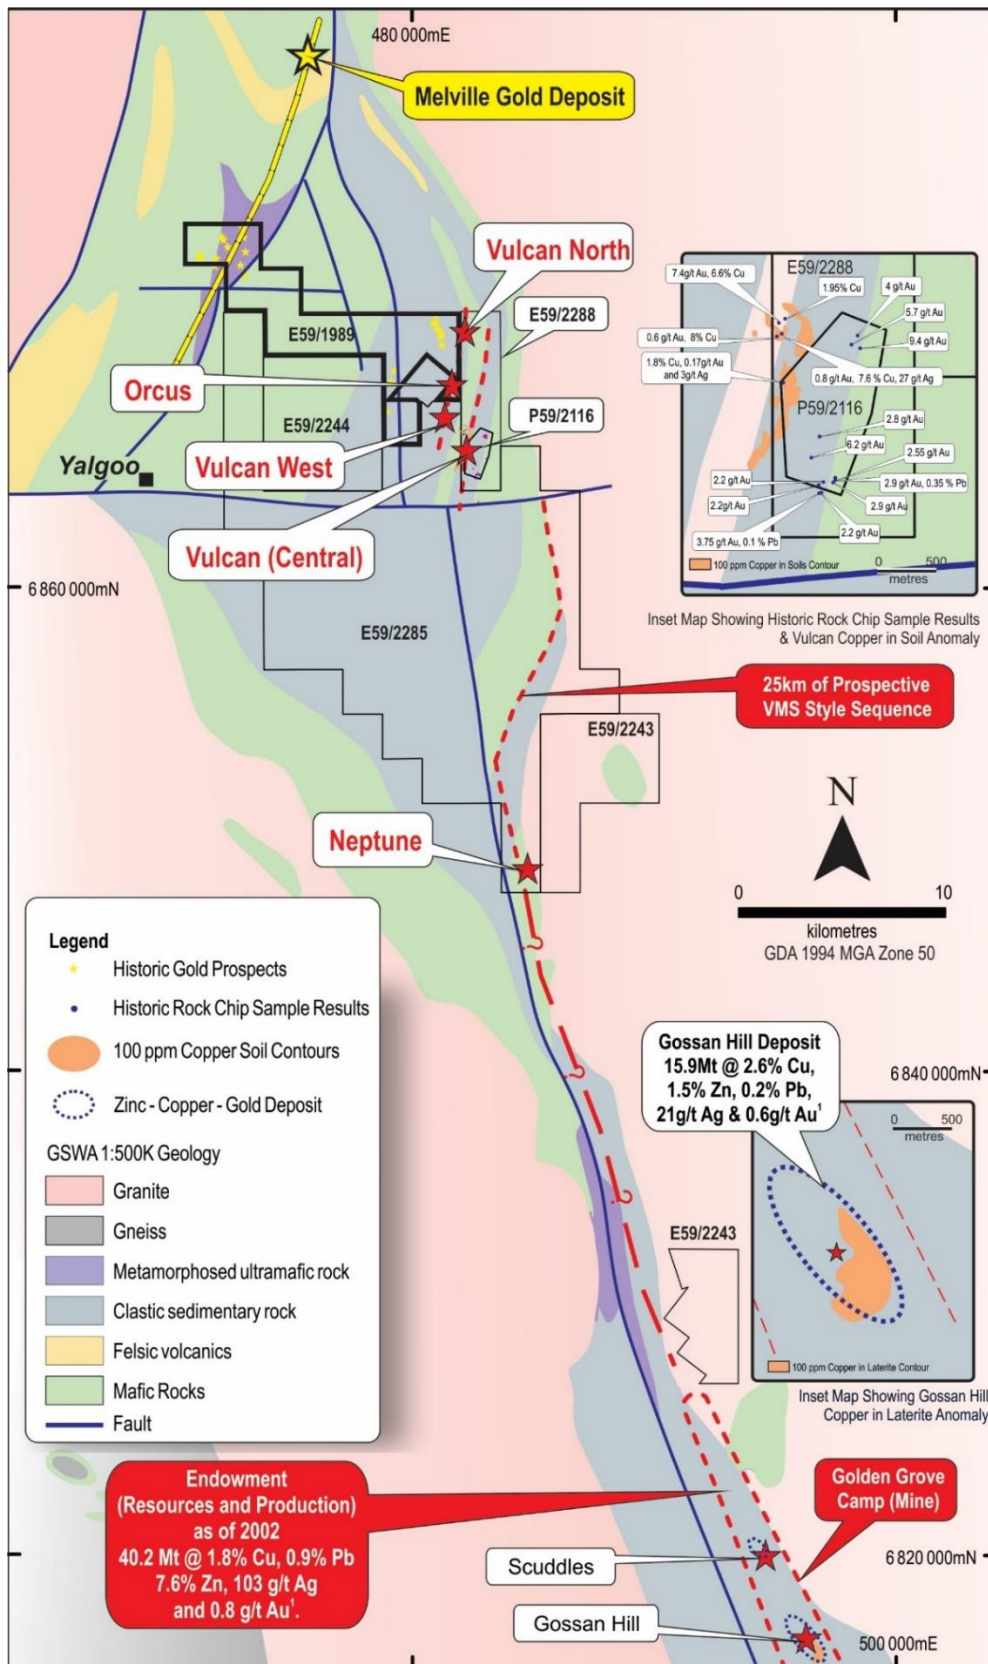 480 000mE
Melville Gold Deposit
Vulcan North
E59/2288
E59/1989
Orcus
E59/2244
P59/2116
Yalgoo
Vulcan West
Vulcan (Central)
6 860 000mN
E59/2285
E59/2288
7.4g/t Au, 6.6% Cu
1.95% Cu
4 g/t Au
5.7 g/t Au
0.6 g/t Au, 8% Cu
9.4 g/t Au
1.8% Cu, 0.17g/t Au
and 3g/t Ag
0.8 g/t Au, 7.6 % Cu, 27 g/t Ag
P59/2116
2.8 g/t Au
6.2 g/t Au
2.55 g/t Au
2.2 g/t Au
2.9 g/t Au, 0.35 % Pb
2.2g/t Au
2.9 g/t Au
3.75 g/t Au, 0.1 % Pb
2.2 g/t Au
100 ppm Copper in Soils Contour
0 500
metres
Inset Map Showing Historic Rock Chip Sample Results
& Vulcan Copper in Soil Anomaly
25km of Prospective
VMS Style Sequence
E59/2243
N
0 10
kilometres
GDA 1994 MGA Zone 50
Neptune
?
?
?
Legend
Historic Gold Prospects
Historic Rock Chip Sample Results
100 ppm Copper Soil Contours
Zinc - Copper - Gold Deposit
GSWA 1:500K Geology
Granite
Gneiss
Metamorphosed ultramafic rock
Clastic sedimentary rock
Felsic volcanics
Mafic Rocks
Fault
Gossan Hill Deposit
15.9Mt @ 2.6% Cu,
1.5% Zn, 0.2% Pb,
21g/t Ag & 0.6g/t Au¹
6 840 000mN
0 500
metres
E59/2243
100 ppm Copper in Laterite Contour
Inset Map Showing Gossan Hill
Copper in Laterite Anomaly
Endowment
(Resources and Production)
as of 2002
40.2 Mt @ 1.8% Cu, 0.9% Pb
7.6% Zn, 103 g/t Ag
and 0.8 g/t Au¹.
Golden Grove
Camp (Mine)
Scuddles
6 820 000mN
Gossan Hill
500 000mE